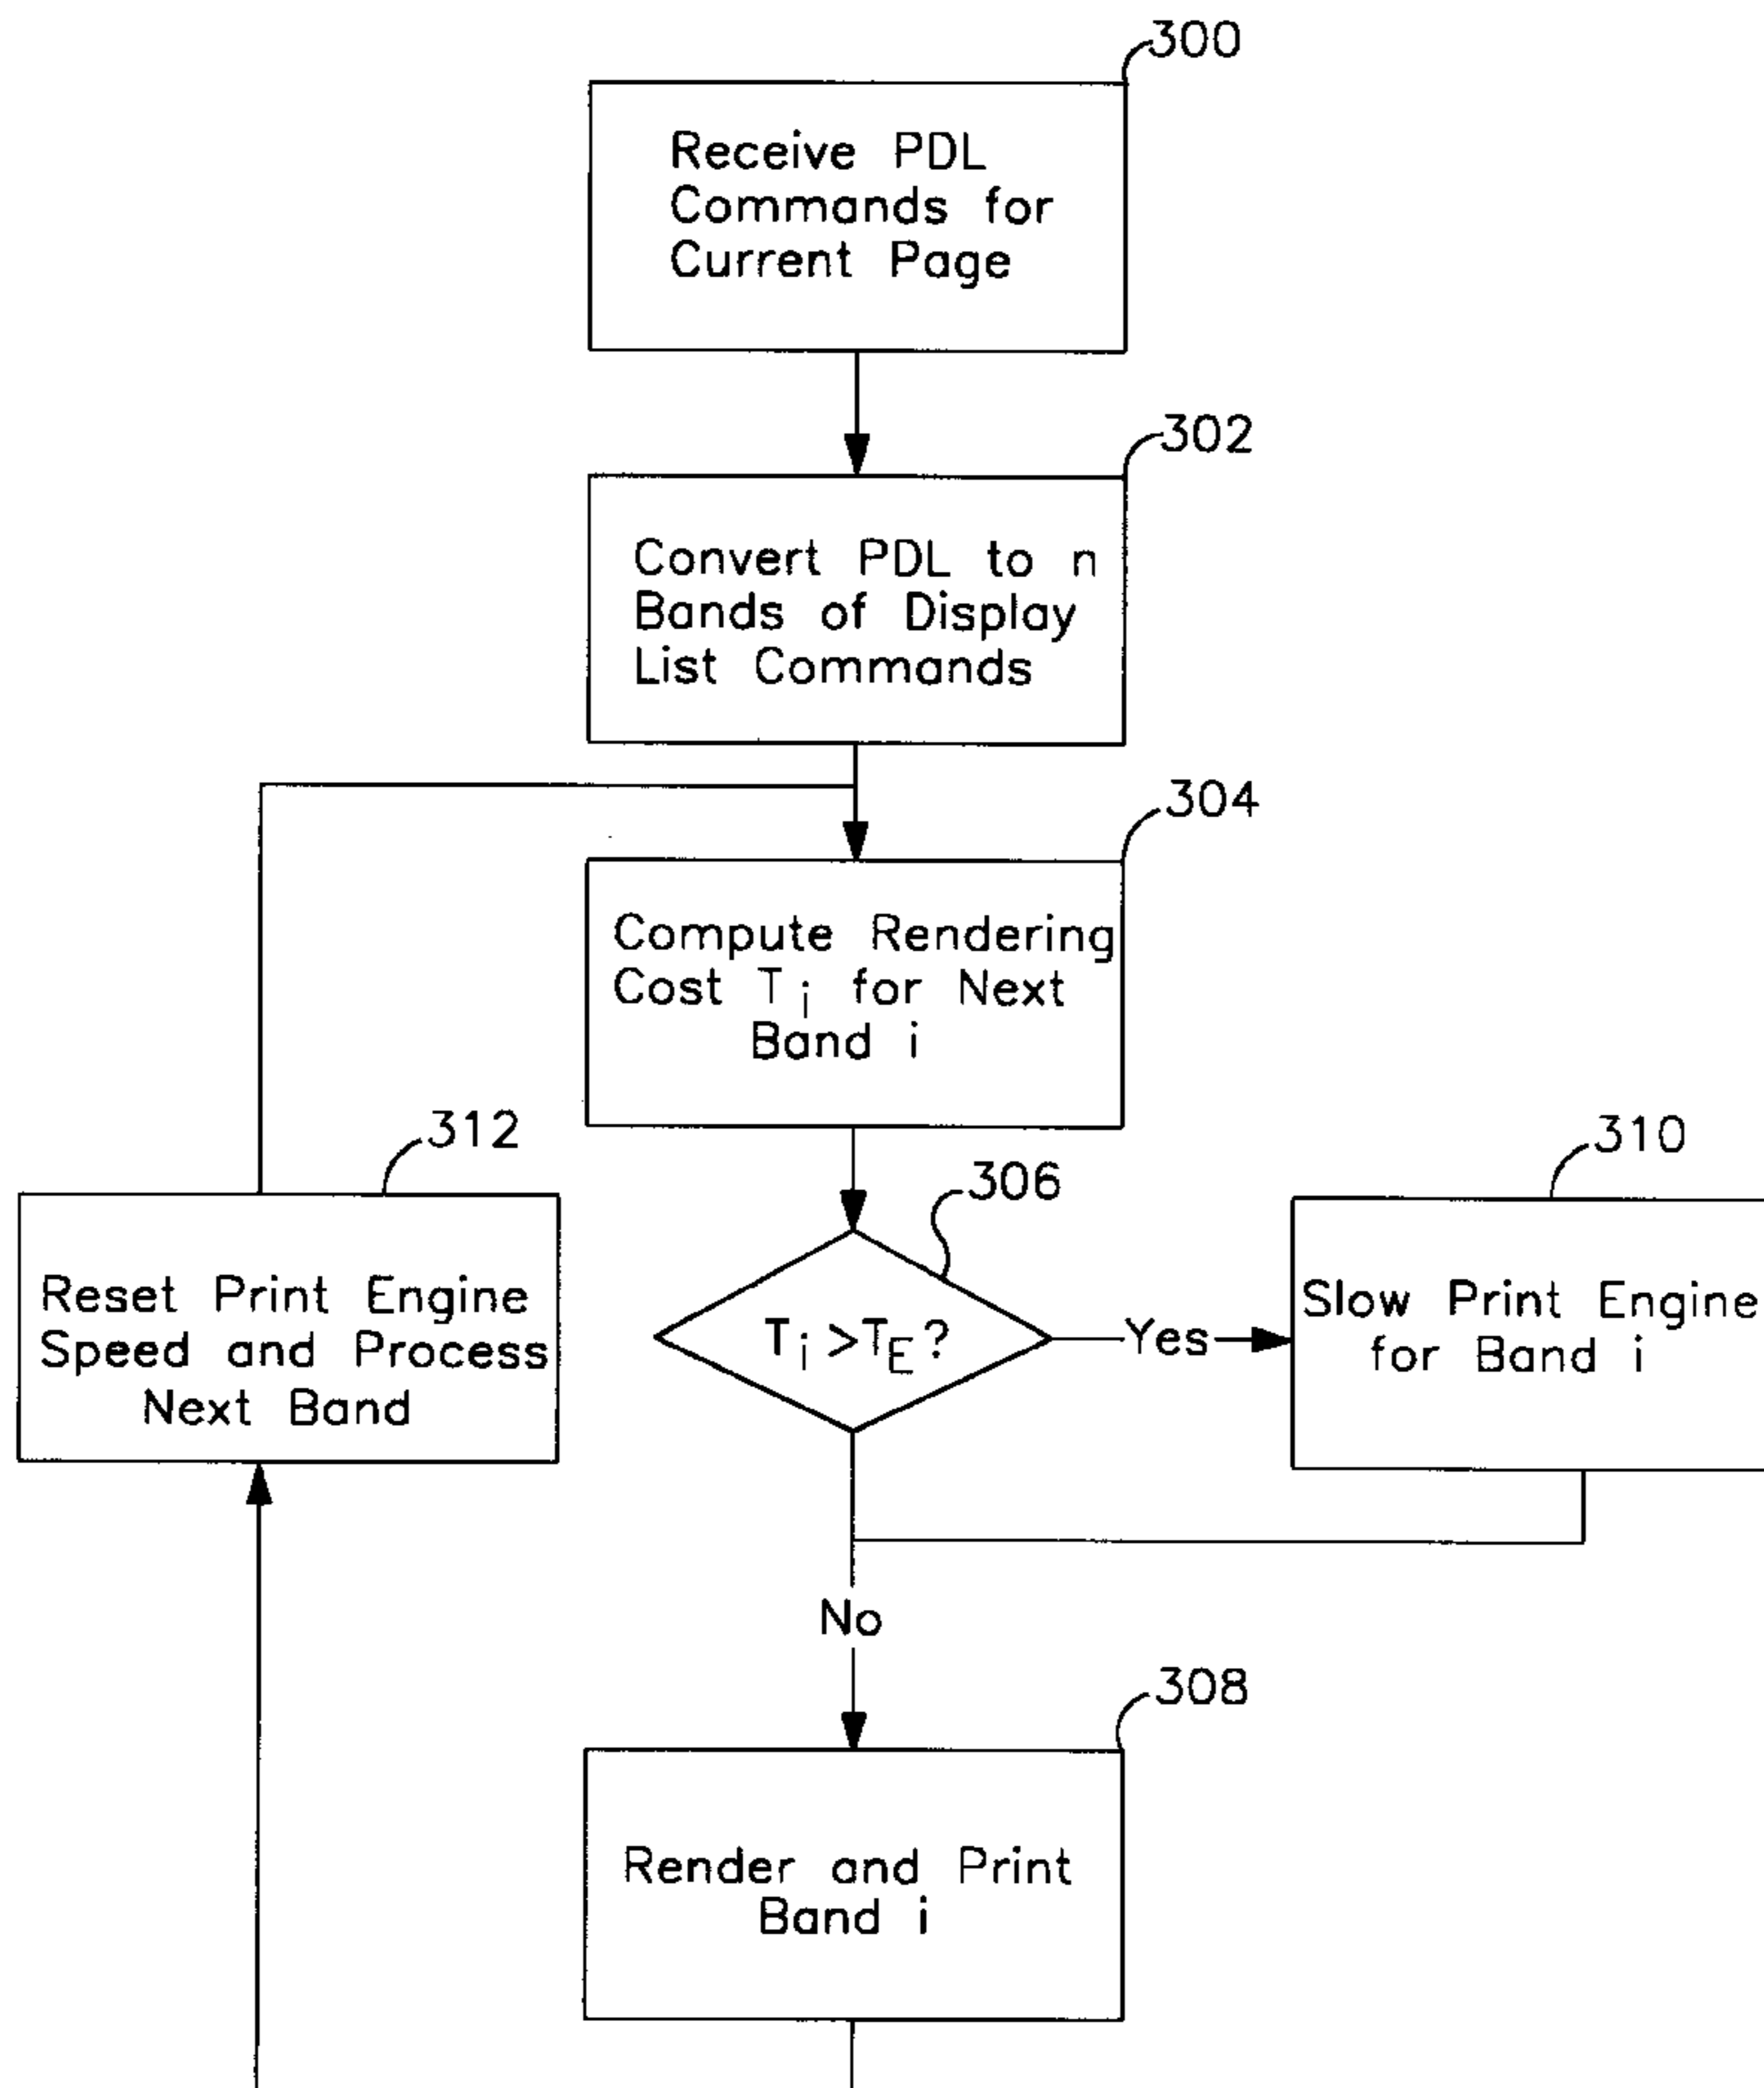 300
Receive PDL
Commands for
Current Page
302
Convert PDL to n
Bands of Display
List Commands
304
Compute Rendering
Cost Ti for Next
Band i
312
306
310
Reset Print Engine
Speed and Process
Next Band
Ti>TE?
Yes
Slow Print Engine
for Band i
No
308
Render and Print
Band i